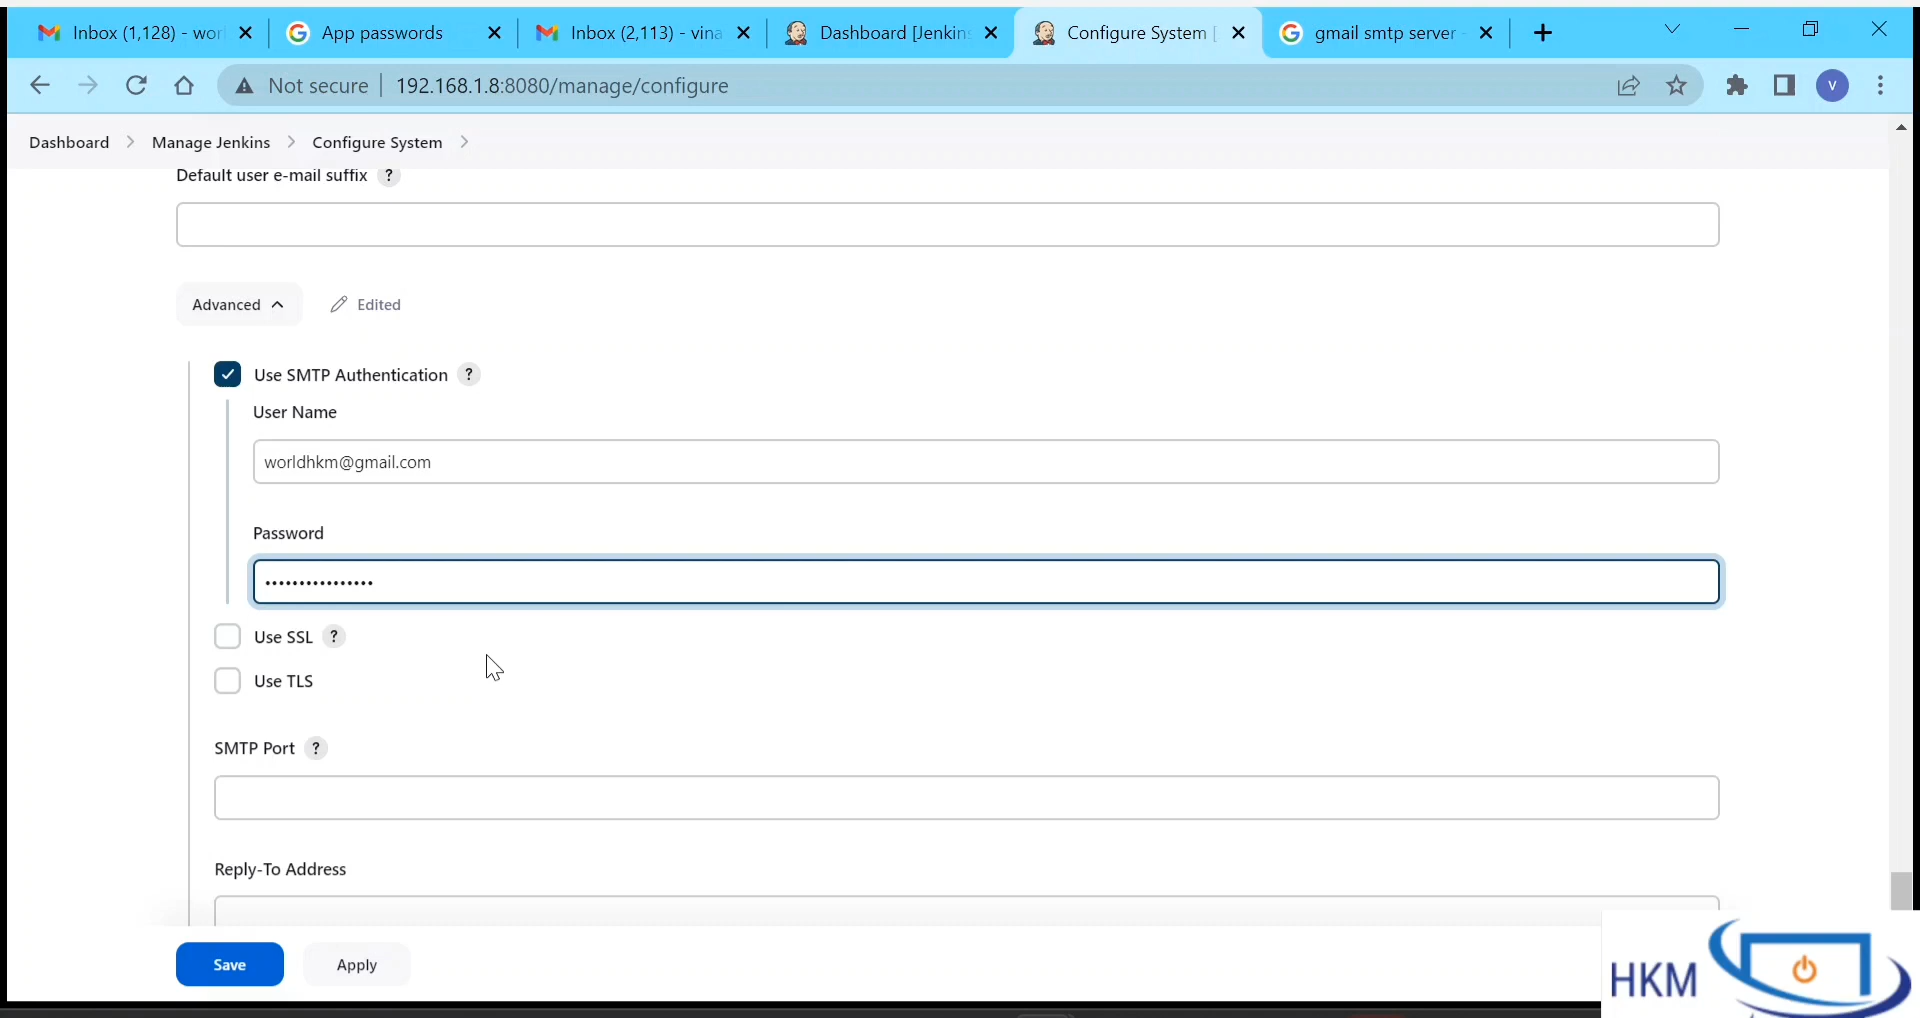 Inbox (1,128) - wor
App passwords
Inbox (2,113) - vina
Dashboard [Jenkins
Configure System [
gmail smtp server -
Not secure
192.168.1.8:8080/manage/configure
V
Dashboard
Manage Jenkins
Configure System
Default user e-mail suffix ?
Advanced
Edited
Use SMTP Authentication ?
User Name
worldhkm@gmail.com
Password
••••••••••••••••
Use SSL ?
Use TLS
SMTP Port ?
Reply-To Address
Save
Apply
HKM